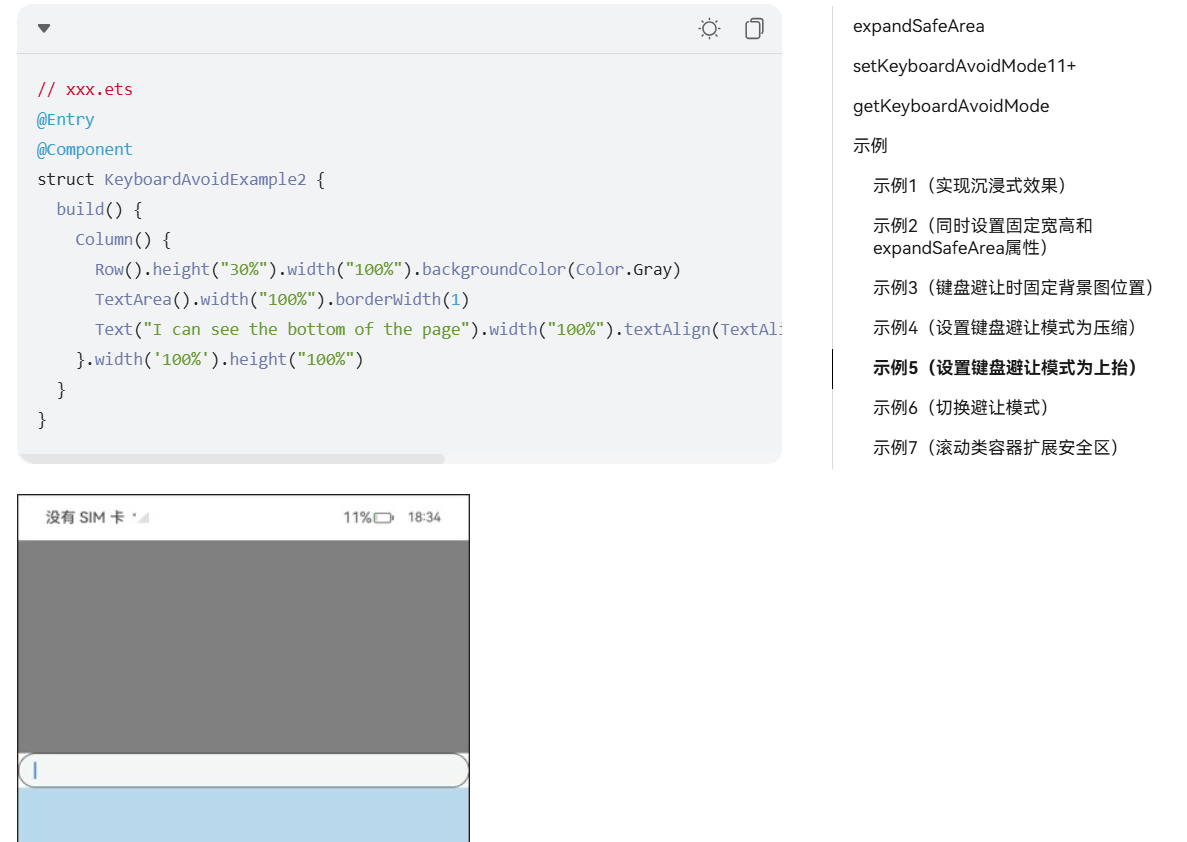 // xxx.ets
@Entry
@Component
struct KeyboardAvoidExample2 {
build() {
Column() {
Row().height("30%").width("100%").backgroundColor(Color.Gray)
TextArea().width("100%").borderWidth(1)
Text("I can see the bottom of the page").width("100%").textAlign(TextAli
}.width('100%').height("100%")
}
}
没有 SIM 卡
11%
18:34
expandSafeArea
setKeyboardAvoidMode11+
getKeyboardAvoidMode
示例
示例1（实现沉浸式效果）
示例2（同时设置固定宽高和
expandSafeArea属性）
示例3（键盘避让时固定背景图位置）
示例4（设置键盘避让模式为压缩）
示例5（设置键盘避让模式为上抬）
示例6（切换避让模式）
示例7（滚动类容器扩展安全区）